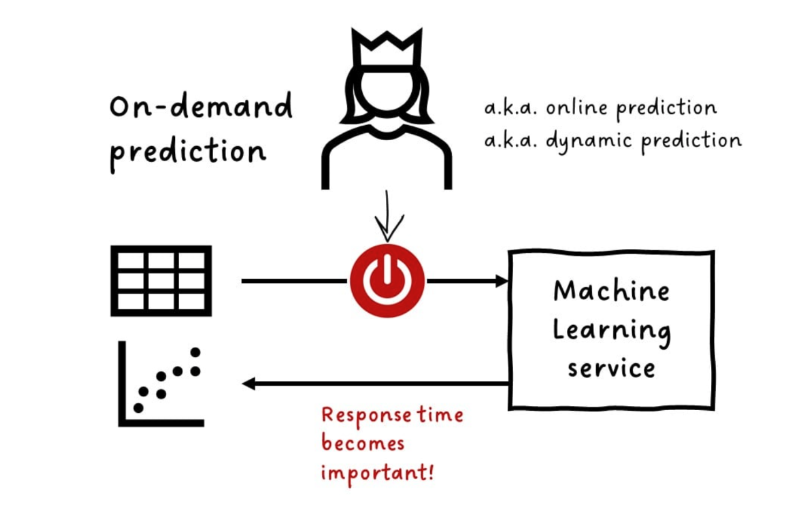 On-demand
prediction
a.k.a. online prediction
a.k.a. dynamic prediction
Machine
Learning
service
Response time
becomes
important!